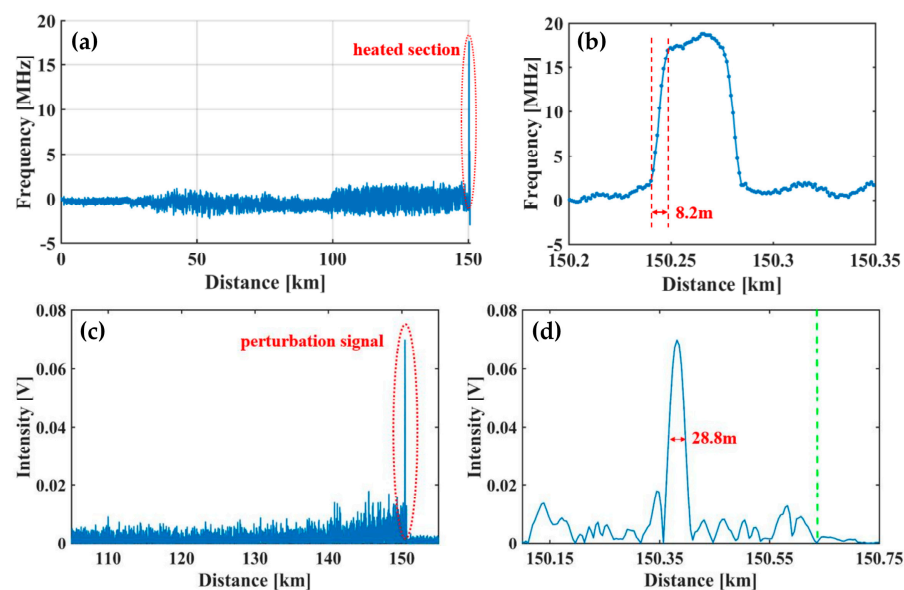 (a)
heated section
Frequency [MHz]
20
15
10
5
0
-5
0
50
100
150
Distance [km]
(b)
8.2m
Frequency [MHz]
20
15
10
5
0
-5
150.2
150.25
150.3
150.35
Distance [km]
(c)
perturbation signal
Intensity [V]
0.08
0.06
0.04
0.02
0
110
120
130
140
150
Distance [km]
(d)
28.8m
Intensity [V]
0.08
0.06
0.04
0.02
0
150.15
150.35
150.55
150.75
Distance [km]